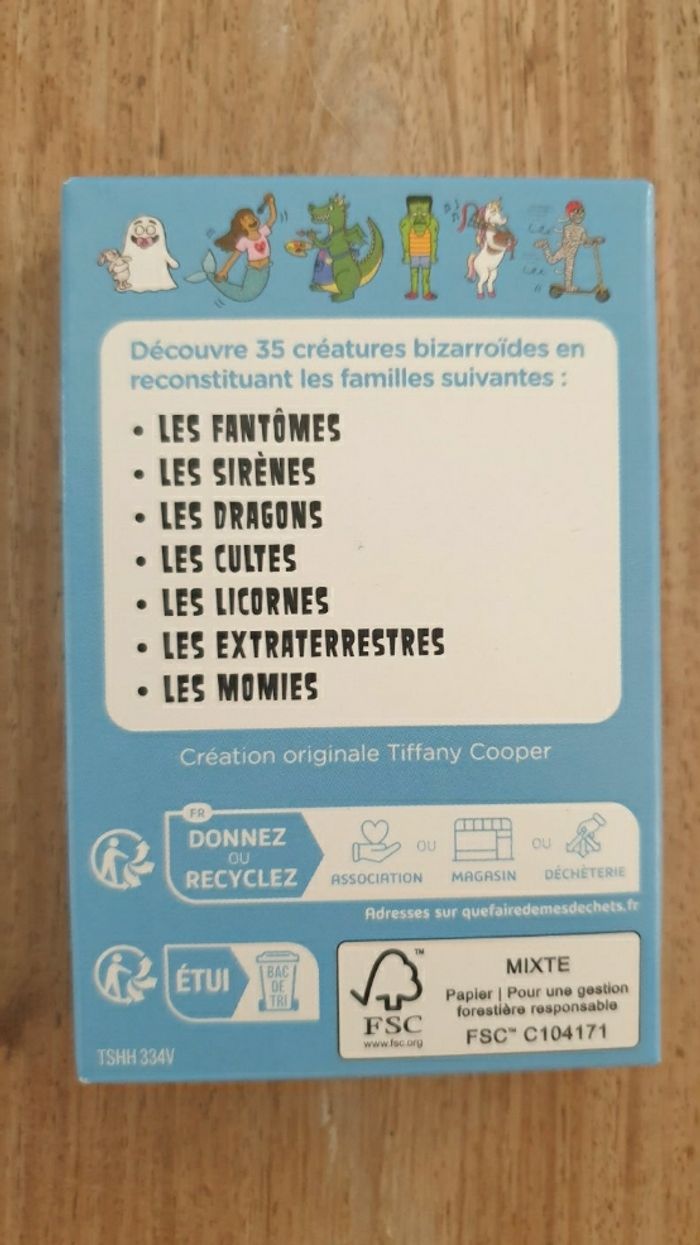 Découvre 35 créatures bizarroïdes en
reconstituant les familles suivantes :
• LES FANTÔMES
• LES SIRÈNES
• LES DRAGONS
• LES CULTES
• LES LICORNES
• LES EXTRATERRESTRES
• LES MOMIES
Création originale Tiffany Cooper
FR
DONNEZ
OU
RECYCLEZ
ASSOCIATION
OU
MAGASIN
OU
DÉCHÈTERIE
Adresses sur quefairedemesdechets.fr
ÉTUI
BAC
DE
TRI
FSC
™
www.fsc.org
MIXTE
Papier | Pour une gestion
forestière responsable
FSC™ C104171
TSHH 334V